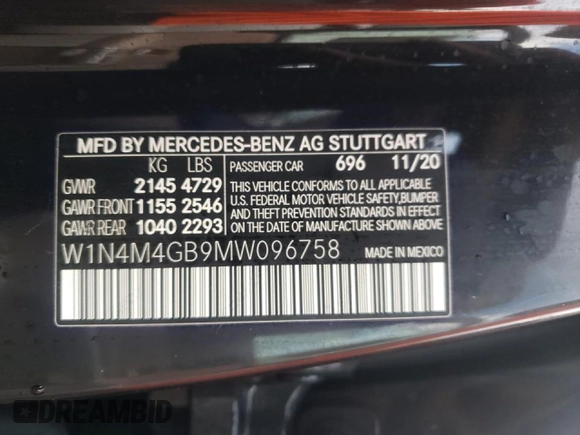 MFD BY MERCEDES-BENZ AG STUTTGART
KG LBS
GVWR 2145 4729
GAWR FRONT 1155 2546
GAWR REAR 1040 2293
PASSENGER CAR 696 11/20
THIS VEHICLE CONFORMS TO ALL APPLICABLE
U.S. FEDERAL MOTOR VEHICLE SAFETY,BUMPER
AND THEFT PREVENTION STANDARDS IN EFFECT
ON THE DATE OF MANUFACTURE SHOWN ABOVE.
W1N4M4GB9MW096758 MADE IN MEXICO
DREAMBID